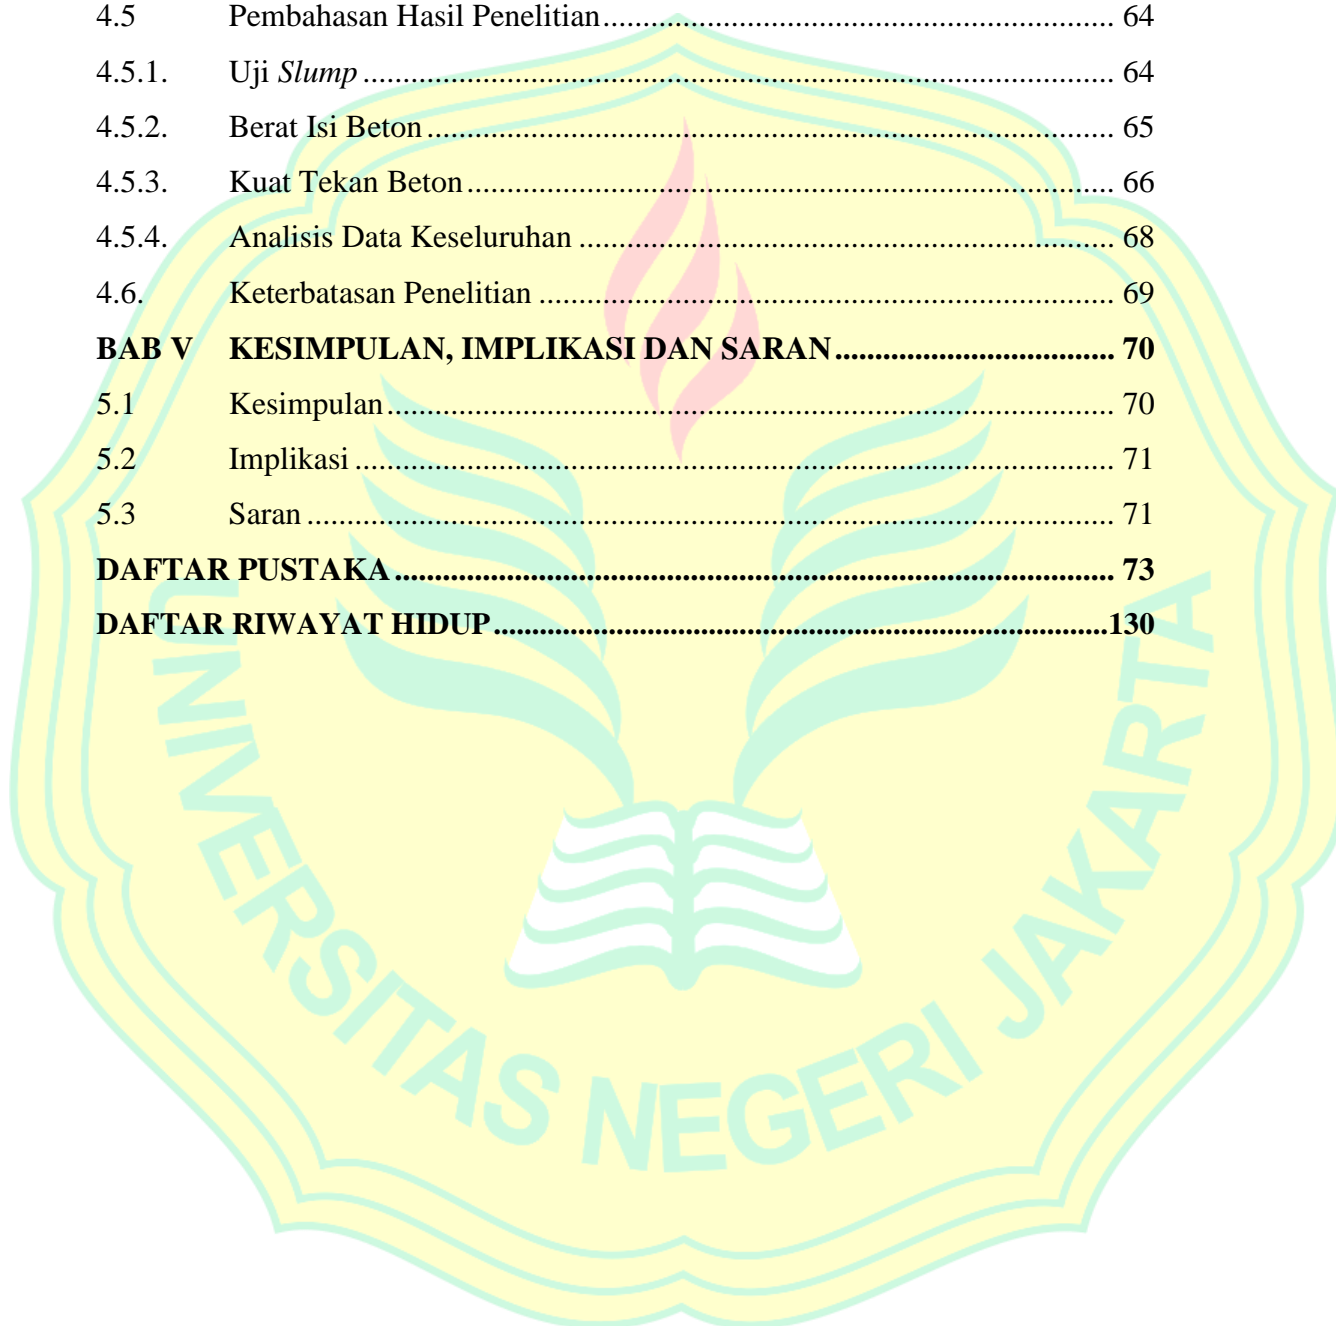 4.5 Pembahasan Hasil Penelitian................................................................ 64
4.5.1. Uji Slump.............................................................................................. 64
4.5.2. Berat Isi Beton...................................................................................... 65
4.5.3. Kuat Tekan Beton................................................................................. 66
4.5.4. Analisis Data Keseluruhan................................................................... 68
4.6. Keterbatasan Penelitian........................................................................ 69
BAB V KESIMPULAN, IMPLIKASI DAN SARAN................................... 70
5.1 Kesimpulan........................................................................................... 70
5.2 Implikasi............................................................................................... 71
5.3 Saran..................................................................................................... 71
DAFTAR PUSTAKA.......................................................................................... 73
DAFTAR RIWAYAT HIDUP.............................................................................130
UNIVERSITAS NEGERI JAKARTA